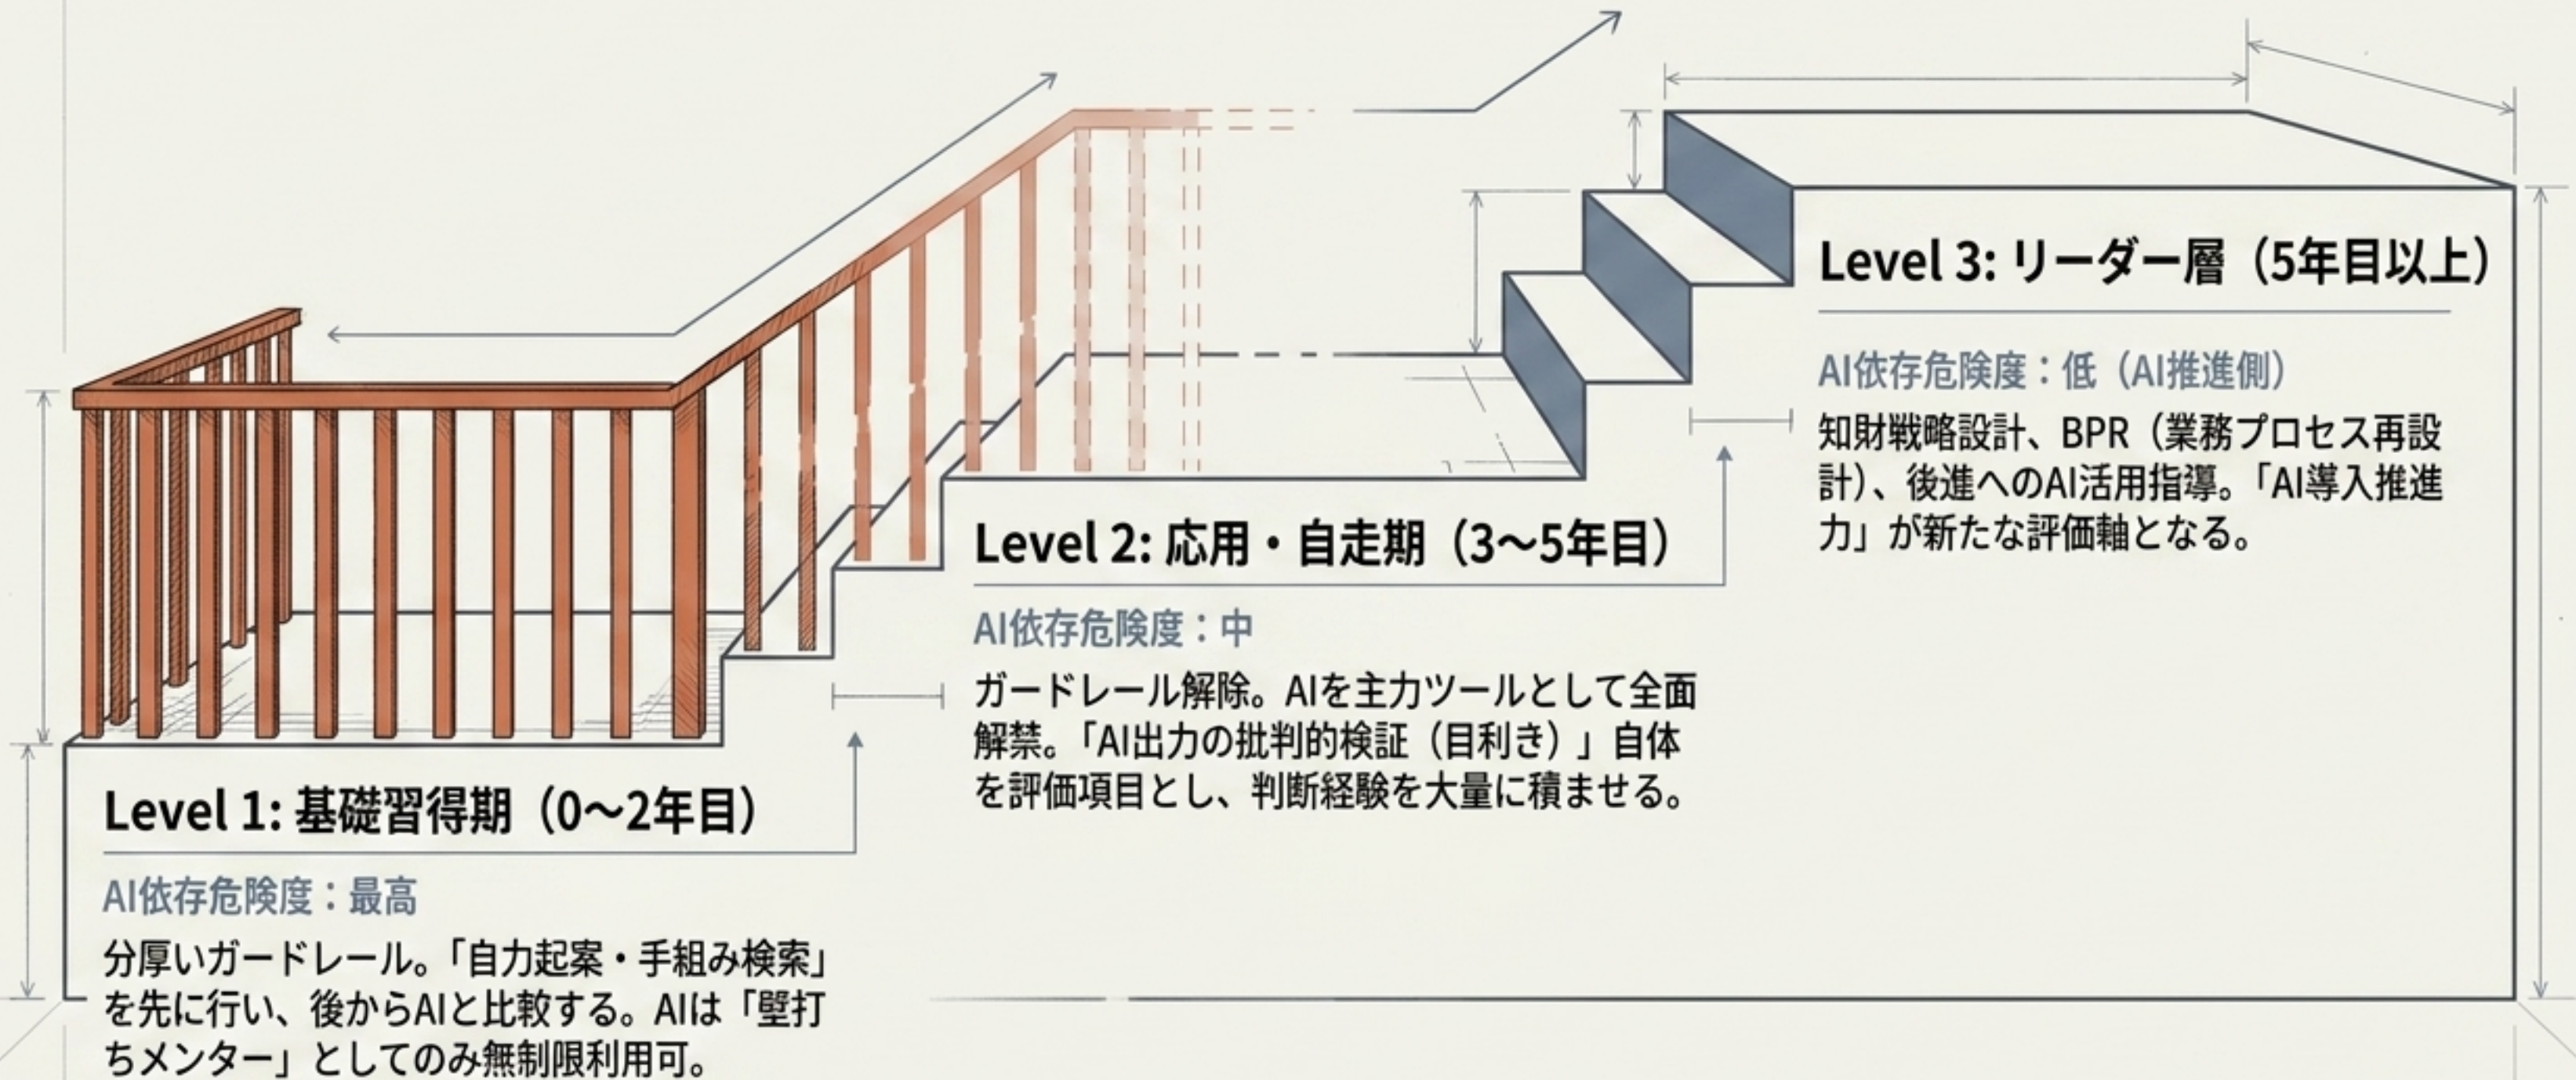 Level 1: 基礎習得期（0〜2年目）
AI依存危険度：最高
分厚いガードレール。「自力起案・手組み検索」
を先に行い、後からAIと比較する。AIは「壁打
ちメンター」としてのみ無制限利用可。
Level 2: 応用・自走期（3〜5年目）
AI依存危険度：中
ガードレール解除。AIを主力ツールとして全面
解禁。「AI出力の批判的検証（目利き）」自体
を評価項目とし、判断経験を大量に積ませる。
Level 3: リーダー層（5年目以上）
AI依存危険度：低（AI推進側）
知財戦略設計、BPR（業務プロセス再設
計）、後進へのAI活用指導。「AI導入推進
力」が新たな評価軸となる。